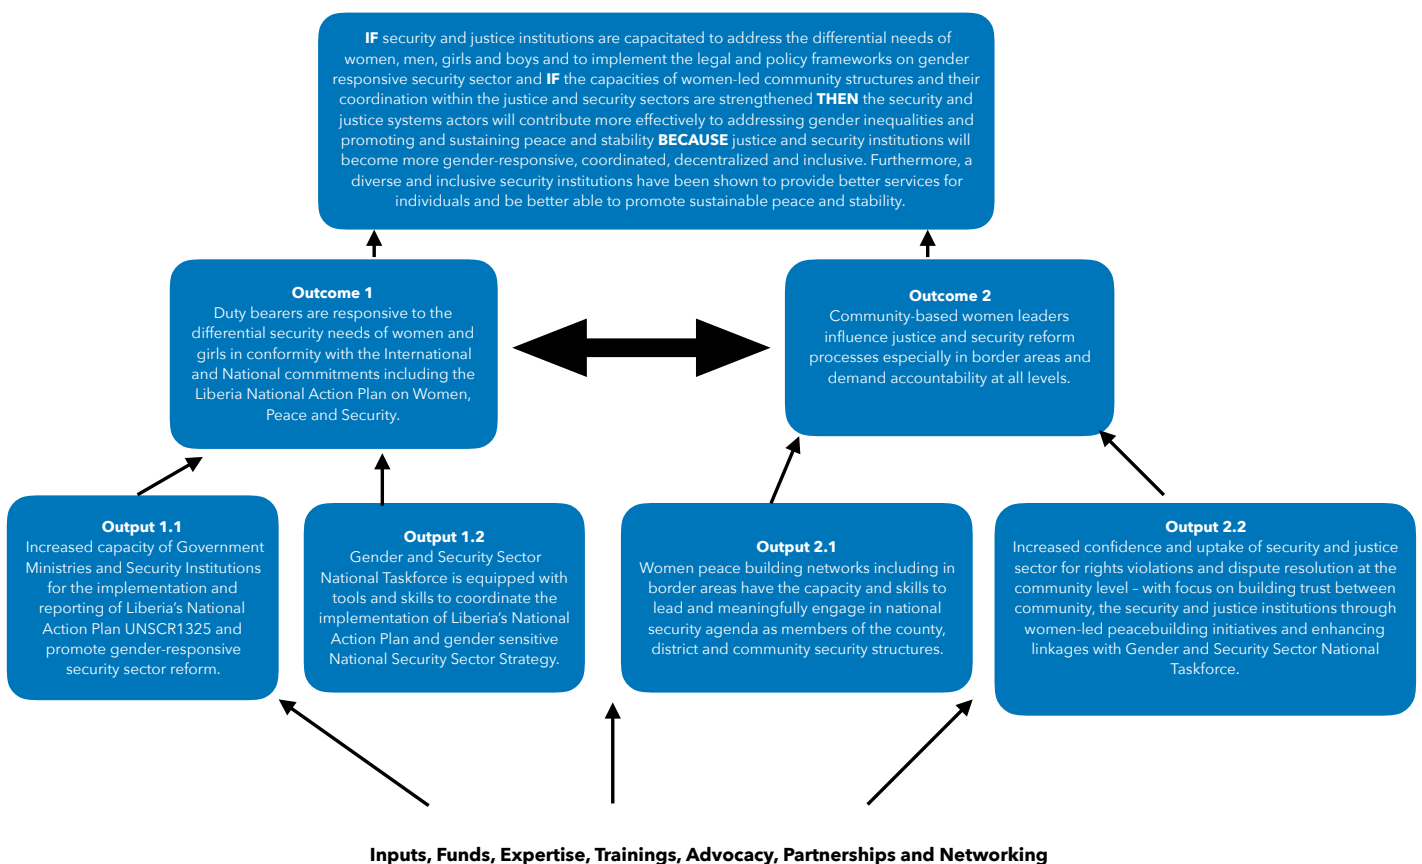 IF security and justice institutions are capacitated to address the differential needs of
women, men, girls and boys and to implement the legal and policy frameworks on gender
responsive security sector and IF the capacities of women-led community structures and their
coordination within the justice and security sectors are strengthened THEN the security and
justice systems actors will contribute more effectively to addressing gender inequalities and
promoting and sustaining peace and stability BECAUSE justice and security institutions will
become more gender-responsive, coordinated, decentralized and inclusive. Furthermore, a
diverse and inclusive security institutions have been shown to provide better services for
individuals and be better able to promote sustainable peace and stability.
Outcome 1
Duty bearers are responsive to the
differential security needs of women and
girls in conformity with the International
and National commitments including the
Liberia National Action Plan on Women,
Peace and Security.
Outcome 2
Community-based women leaders
influence justice and security reform
processes especially in border areas and
demand accountability at all levels.
Output 1.1
Increased capacity of Government
Ministries and Security Institutions
for the implementation and
reporting of Liberia's National
Action Plan UNSCR1325 and
promote gender-responsive
security sector reform.
Output 1.2
Gender and Security Sector
National Taskforce is equipped with
tools and skills to coordinate the
implementation of Liberia's National
Action Plan and gender sensitive
National Security Sector Strategy.
Output 2.1
Women peace building networks including in
border areas have the capacity and skills to
lead and meaningfully engage in national
security agenda as members of the county,
district and community security structures.
Output 2.2
Increased confidence and uptake of security and justice
sector for rights violations and dispute resolution at the
community level – with focus on building trust between
community, the security and justice institutions through
women-led peacebuilding initiatives and enhancing
linkages with Gender and Security Sector National
Taskforce.
Inputs, Funds, Expertise, Trainings, Advocacy, Partnerships and Networking